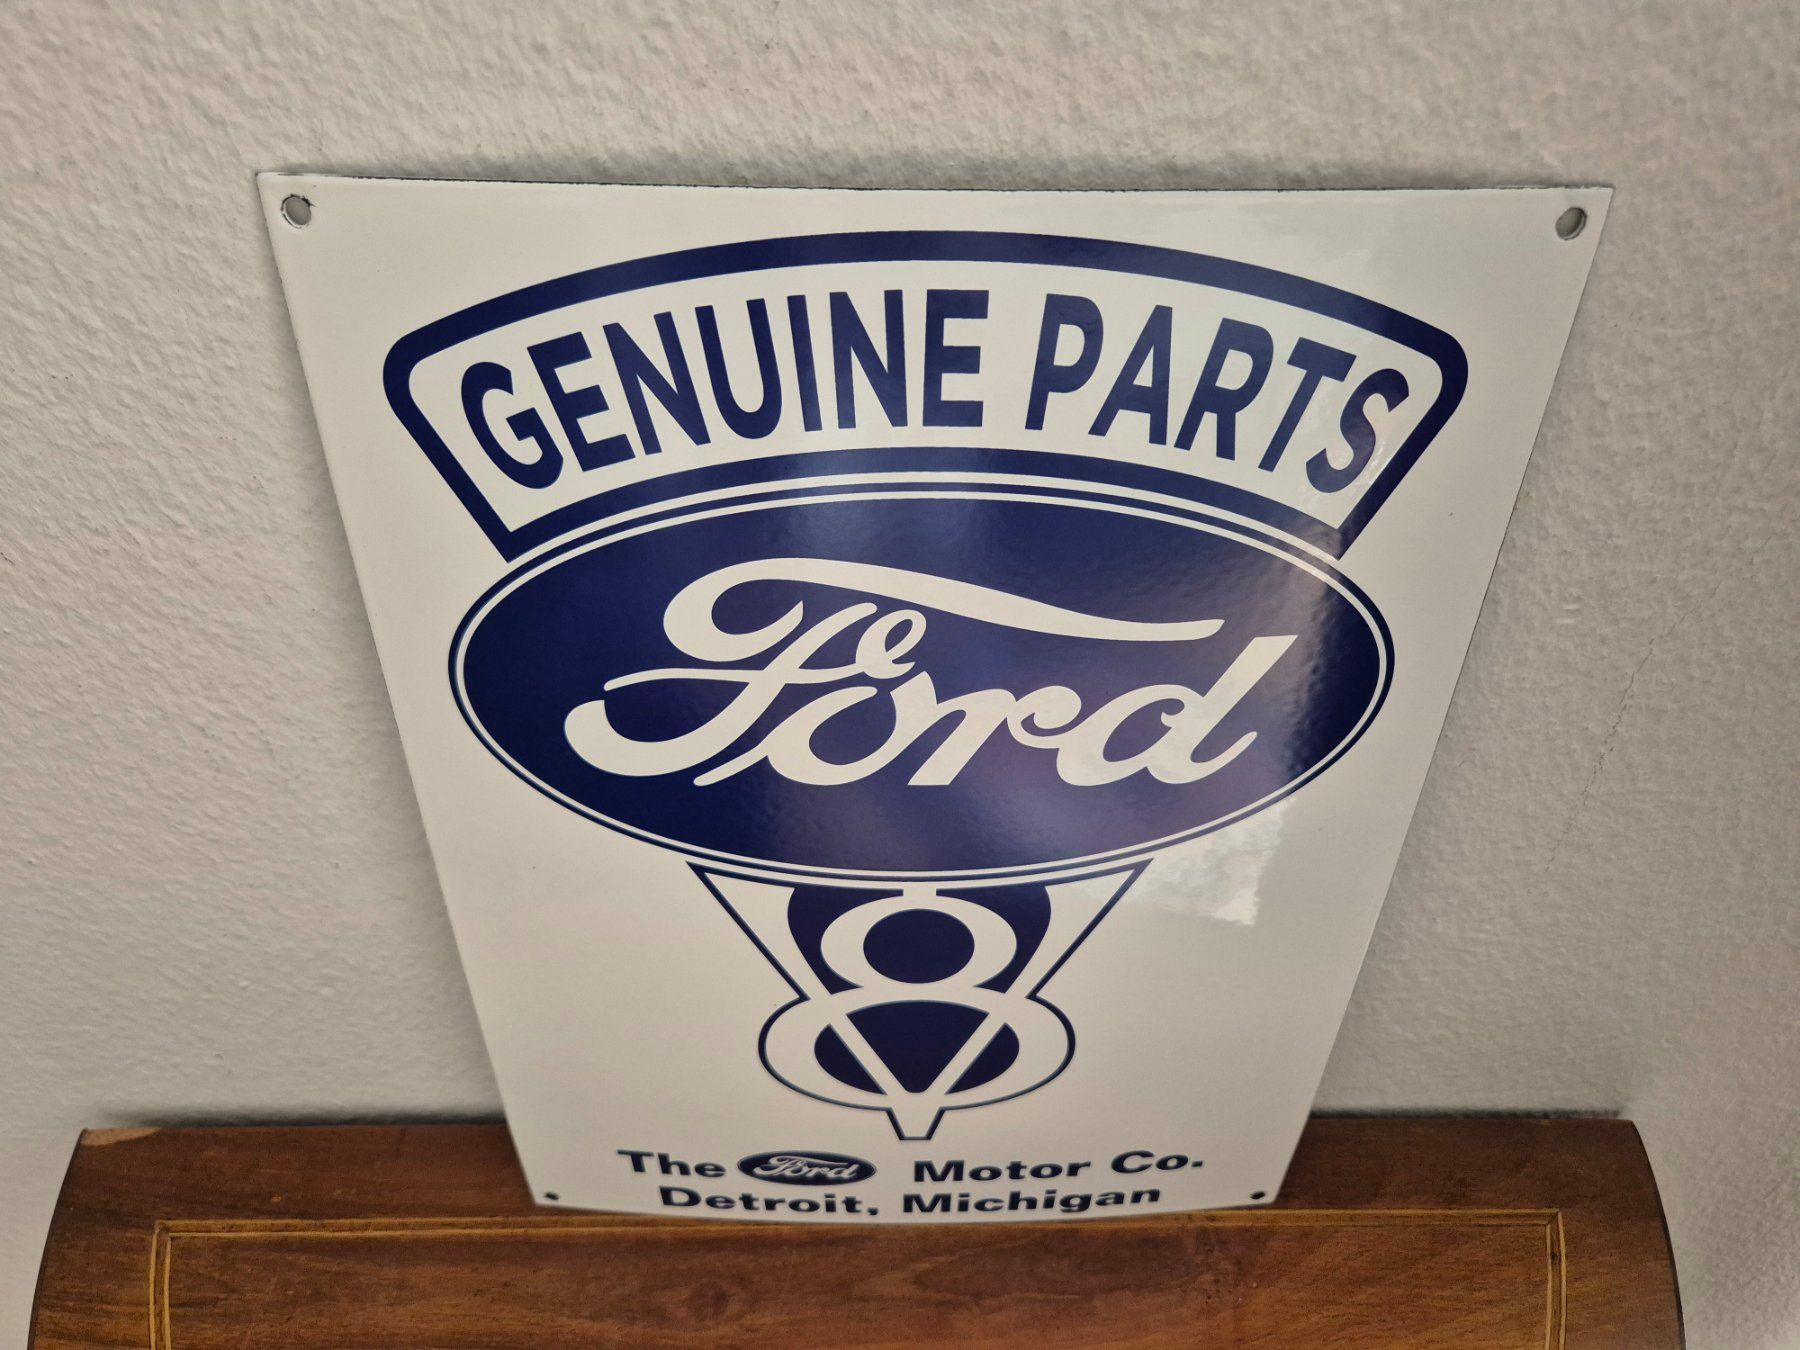 GENUINE PARTS
Ford
V8
The Ford Motor Co.
Detroit, Michigan